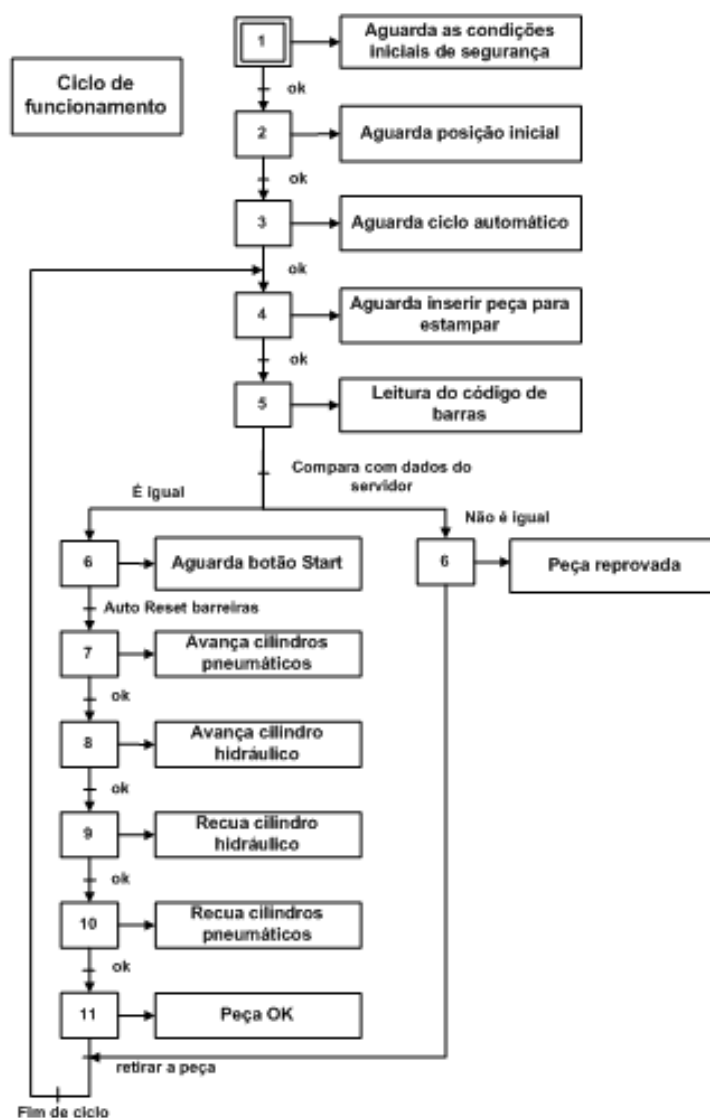 1
Aguarda as condições
iniciais de segurança
Ciclo de
funcionamento
ok
2
Aguarda posição inicial
ok
3
Aguarda ciclo automático
ok
4
Aguarda inserir peça para
estampar
ok
5
Leitura do código de
barras
Compara com dados do
servidor
É igual
Não é igual
6
Aguarda botão Start
6
Peça reprovada
Auto Reset barreiras
7
Avança cilindros
pneumáticos
ok
8
Avança cilindro
hidráulico
ok
9
Recua cilindro
hidráulico
ok
10
Recua cilindros
pneumáticos
ok
11
Peça OK
retirar a peça
Fim de ciclo